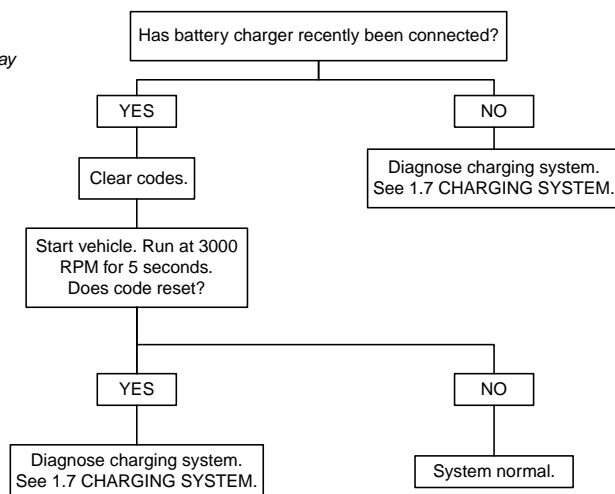 Has battery charger recently been connected?
ay
YES
NO
Clear codes.
Diagnose charging system.
See 1.7 CHARGING SYSTEM.
Start vehicle. Run at 3000
RPM for 5 seconds.
Does code reset?
YES
NO
Diagnose charging system.
See 1.7 CHARGING SYSTEM.
System normal.